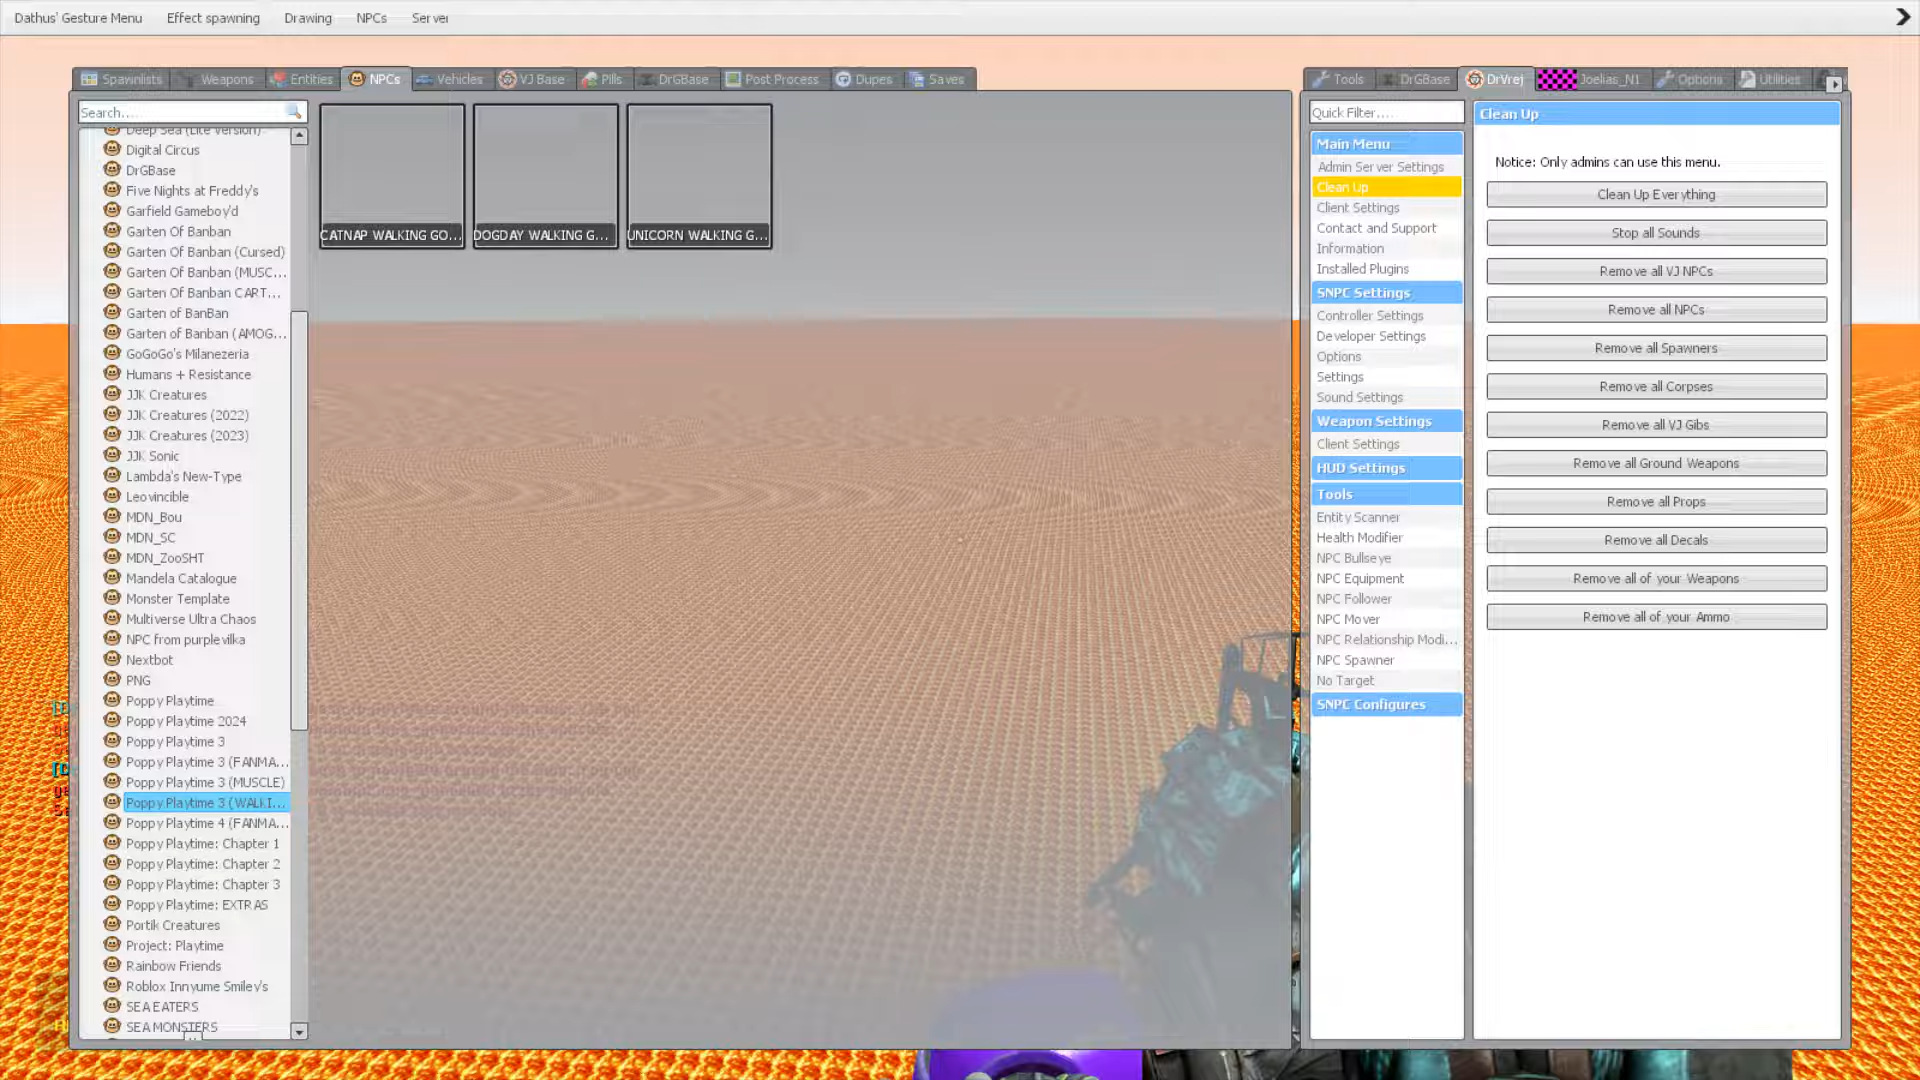 Dathus' Gesture Menu Effect spawning Drawing NPCs Server
Spawnlists Weapons Entities NPCs Vehicles VJ Base Pills DrGBase Post Process Dupes Saves
Search....
Deep Sea (Lite Version)
Digital Circus
DrGBase
Five Nights at Freddy's
Garfield Gameboy'd
Garten Of Banban
Garten Of Banban (Cursed)
Garten Of Banban (MUSC...
Garten Of Banban CART...
Garten of BanBan
Garten of Banban (AMOG...
GoGoGo's Milanezeria
Humans + Resistance
JJK Creatures
JJK Creatures (2022)
JJK Creatures (2023)
JJK Sonic
Lambda's New-Type
Leovincible
MDN_Bou
MDN_SC
MDN_ZooSHT
Mandela Catalogue
Monster Template
Multiverse Ultra Chaos
NPC from purplevilka
Nextbot
PNG
Poppy Playtime
Poppy Playtime 2024
Poppy Playtime 3
Poppy Playtime 3 (FANMA...
Poppy Playtime 3 (MUSCLE)
Poppy Playtime 3 (WALKI...
Poppy Playtime 4 (FANMA...
Poppy Playtime: Chapter 1
Poppy Playtime: Chapter 2
Poppy Playtime: Chapter 3
Poppy Playtime: EXTRAS
Portik Creatures
Project: Playtime
Rainbow Friends
Roblox Innyume Smiley's
SEA EATERS
SEA MONSTERS
CATNAP WALKING GO...
DOGDAY WALKING G...
UNICORN WALKING G...
Tools DrGBase DrVrej Joelias_N1 Options Utilities
Quick Filter....
Main Menu
Admin Server Settings
Clean Up
Client Settings
Contact and Support
Information
Installed Plugins
SNPC Settings
Controller Settings
Developer Settings
Options
Settings
Sound Settings
Weapon Settings
Client Settings
HUD Settings
Tools
Entity Scanner
Health Modifier
NPC Bullseye
NPC Equipment
NPC Follower
NPC Mover
NPC Relationship Modi...
NPC Spawner
No Target
SNPC Configures
Clean Up
Notice: Only admins can use this menu.
Clean Up Everything
Stop all Sounds
Remove all VJ NPCs
Remove all NPCs
Remove all Spawners
Remove all Corpses
Remove all VJ Gibs
Remove all Ground Weapons
Remove all Props
Remove all Decals
Remove all of your Weapons
Remove all of your Ammo